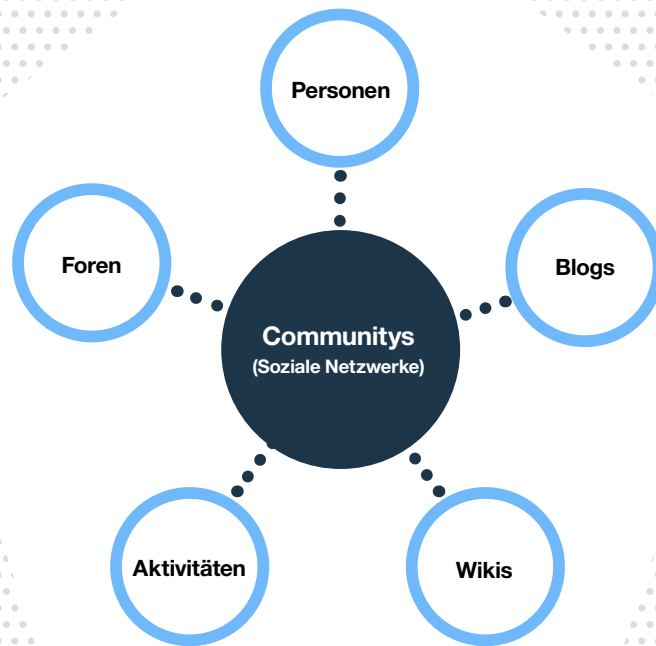 Personen
Foren
Blogs
Communitys
(Soziale Netzwerke)
Aktivitäten
Wikis